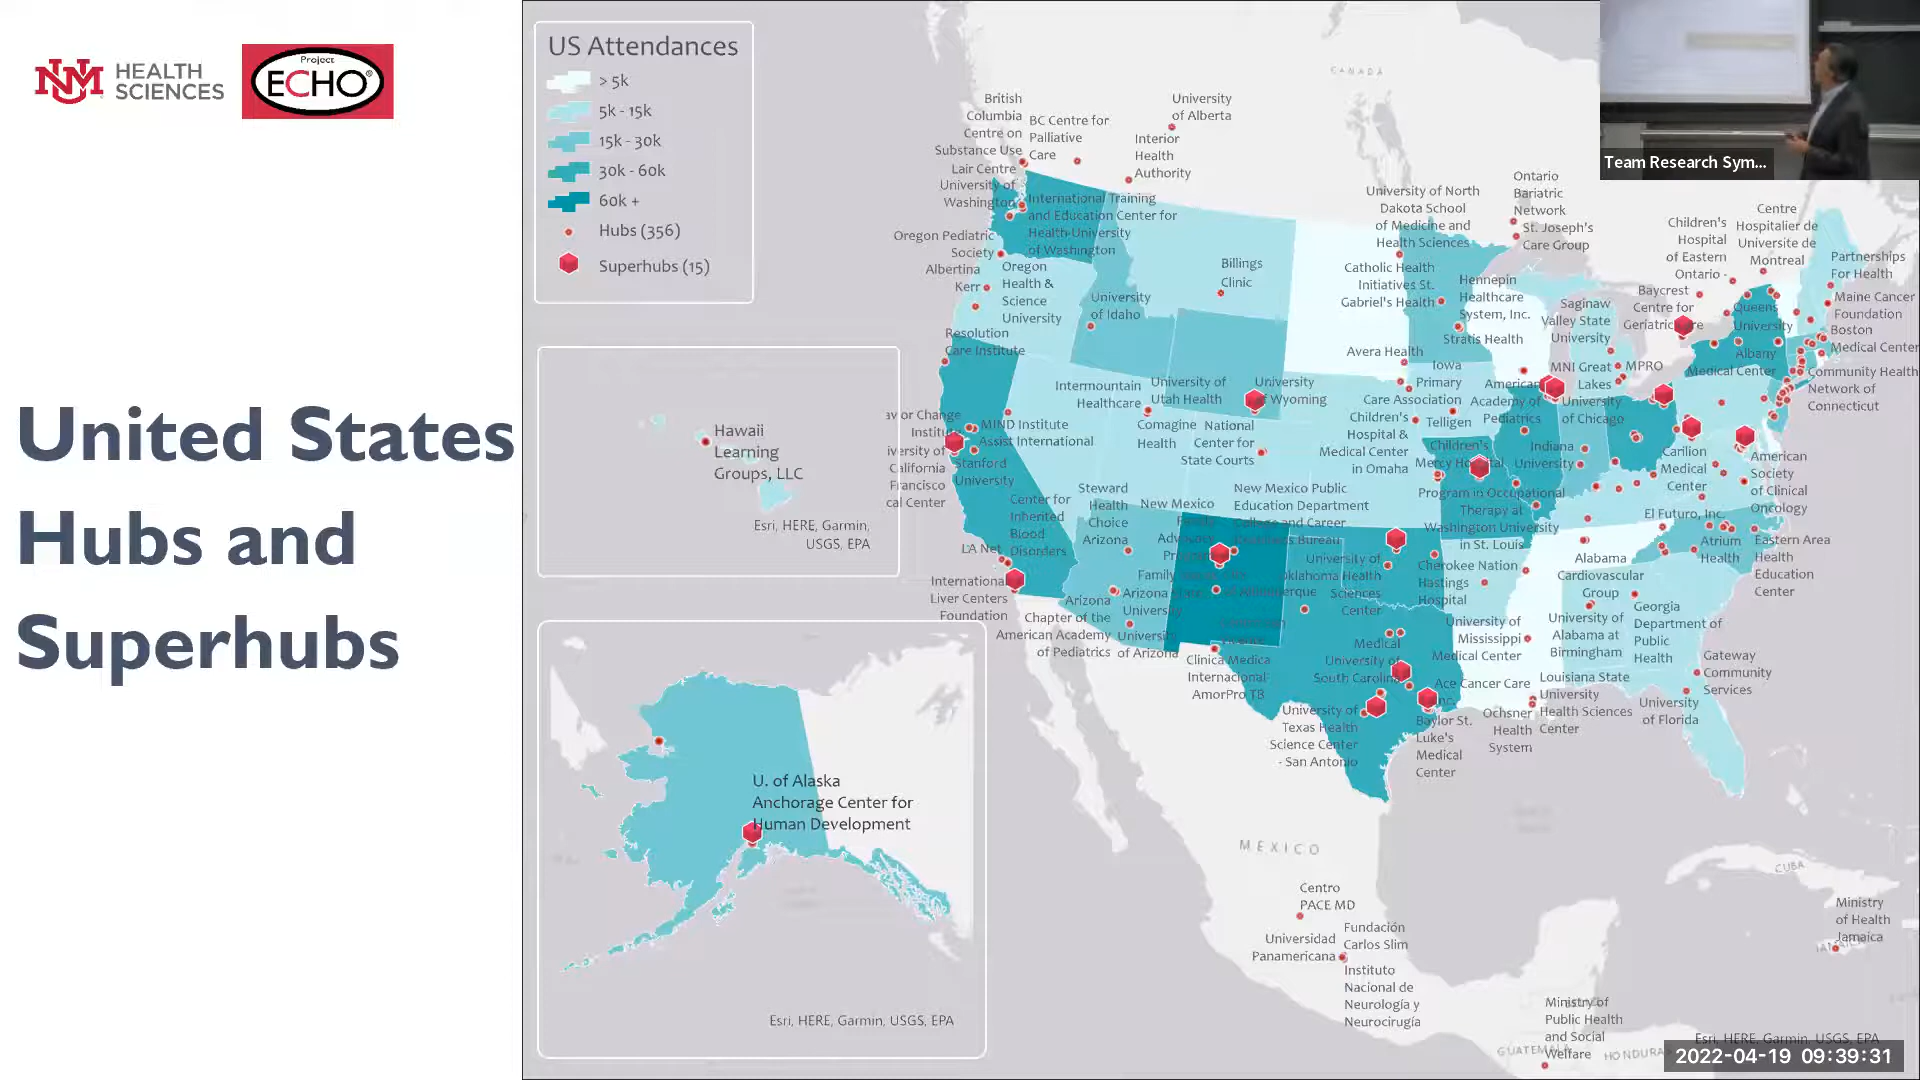 UNM HEALTH
SCIENCES
Project
ECHO®
United States
Hubs and
Superhubs
US Attendances
> 5k
5k - 15k
15k - 30k
30k - 60k
60k +
Hubs (356)
Superhubs (15)
Hawaii
Learning
Groups, LLC
Esri, HERE, Garmin,
USGS, EPA
U. of Alaska
Anchorage Center for
Human Development
Esri, HERE, Garmin, USGS, EPA
CANADA
British
Columbia
Centre on
Substance Use
BC Centre for
Palliative
Care
University
of Alberta
Interior
Health
Authority
Lair Centre
University of
Washington
International Training
and Education Center for
Health-University
of Washington
Oregon Pediatric
Society
Albertina
Kerr
Oregon
Health &
Science
University
Resolution
Care Institute
University
of Idaho
Billings
Clinic
University of North
Dakota School
of Medicine and
Health Sciences
Catholic Health
Initiatives St.
Gabriel's Health
Hennepin
Healthcare
System, Inc.
Stratis Health
Avera Health
Ontario
Bariatric
Network
St. Joseph's
Care Group
Saginaw
Valley State
University
Children's
Hospital
of Eastern
Ontario -
Centre
Hospitalier de
Universite de
Montreal
Partnerships
For Health
Baycrest
Centre for
Geriatric Care
Queens
University
Maine Cancer
Foundation
Boston
Medical Center
Albany
Medical Center
Community Health
Network of
Connecticut
MNI Great
Lakes
MPRO
Iowa
Primary
Care Association
American
Academy of
Pediatrics
University
of Chicago
Intermountain
Healthcare
University of
Utah Health
University
of Wyoming
Comagine
Health
National
Center for
State Courts
Children's
Hospital &
Medical Center
in Omaha
Telligen
Children's
Mercy Hospital
Indiana
University
Carilion
Medical
Center
American
Society
of Clinical
Oncology
avior Change
Institute
MIND Institute
Assist International
iversity of
California
Francisco
cal Center
Stanford
University
Center for
Inherited
Blood
Disorders
LA Net
International
Liver Centers
Foundation
Steward
Health
Choice
Arizona
New Mexico
Family
Advocacy
Program
New Mexico Public
Education Department
College and Career
Readiness Bureau
Program in Occupational
Therapy at
Washington University
in St. Louis
El Futuro, Inc.
Atrium
Health
Eastern Area
Health
Education
Center
University of
Oklahoma Health
Sciences
Center
Cherokee Nation
Hastings
Hospital
Alabama
Cardiovascular
Group
Georgia
Department of
Public
Health
Arizona
Chapter of the
American Academy
of Pediatrics
Arizona
University
University
of Arizona
Family
Albuquerque
Clinica Medica
Internacional-
AmorPro TB
Medical
University of
South Carolina
University of
Mississippi
Medical Center
University of
Alabama at
Birmingham
Gateway
Community
Services
University
of Florida
Ace Cancer Care
Inc.
Louisiana State
University
Health Sciences
Center
Ochsner
Health
System
University of
Texas Health
Science Center
- San Antonio
Baylor St.
Luke's
Medical
Center
MEXICO
CUBA
Centro
PACE MD
Universidad
Panamericana
Fundación
Carlos Slim
Instituto
Nacional de
Neurología y
Neurocirugía
Ministry
of Health
Jamaica
Ministry of
Public Health
and Social
Welfare
GUATEMALA
HONDURA
Esri, HERE, Garmin, USGS, EPA
Team Research Sym...
2022-04-19 09:39:31